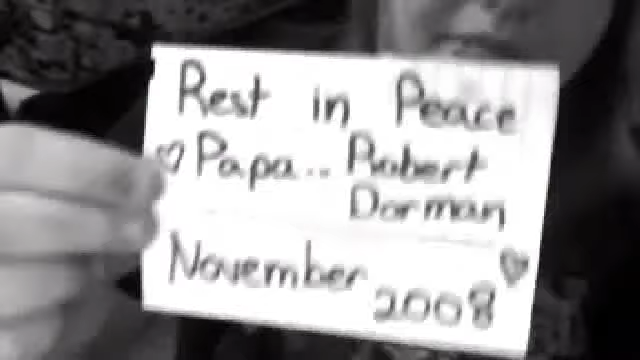 Rest in Peace
♡ Papa.. Robert
Dorman
November ♡
2008